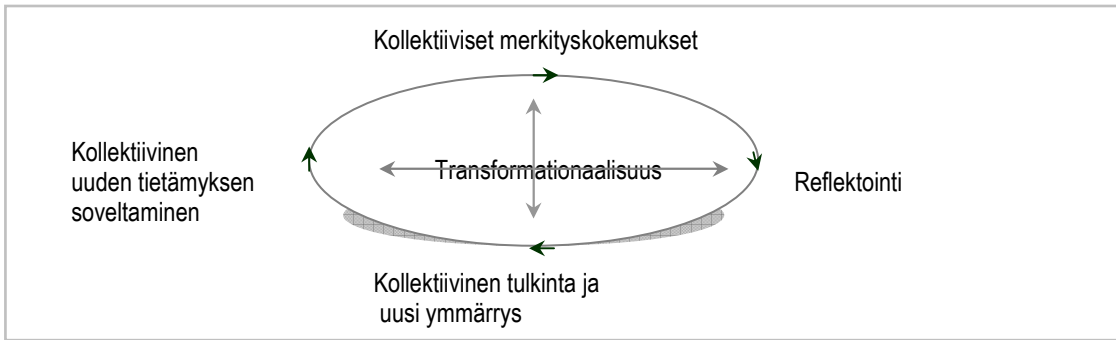 Kollektiiviset merkityskokemukset
Kollektiivinen
uuden tietämyksen
soveltaminen
Transformationaalisuus
Reflektointi
Kollektiivinen tulkinta ja
uusi ymmärrys